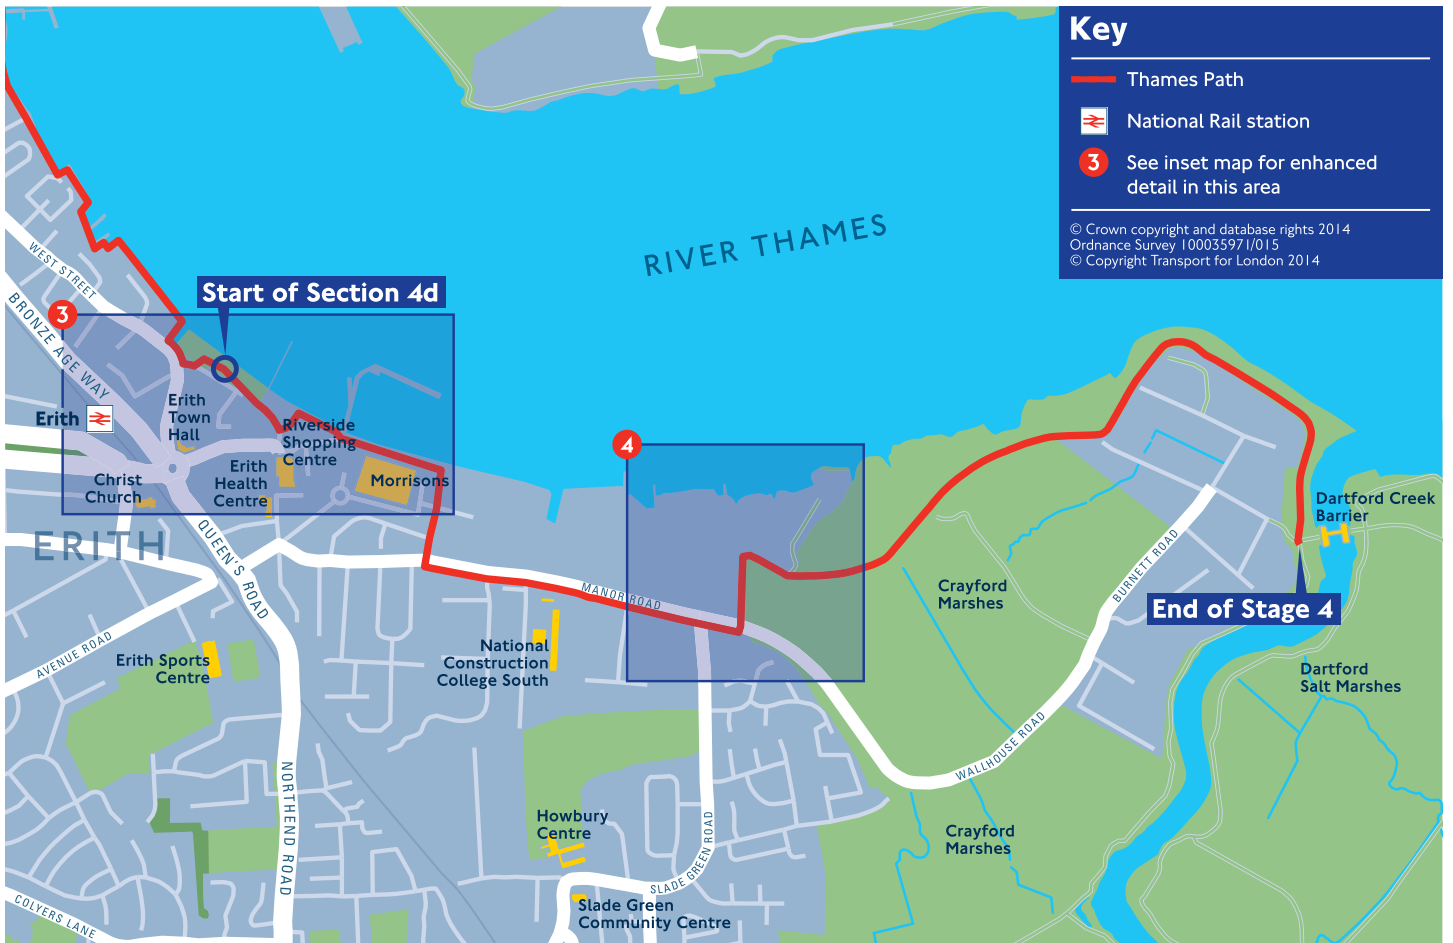 Key
Thames Path
National Rail station
3
See inset map for enhanced
detail in this area
© Crown copyright and database rights 2014
Ordnance Survey 100035971/015
© Copyright Transport for London 2014
RIVER THAMES
WEST STREET
BRONZE AGE WAY
3
Start of Section 4d
Erith
Erith
Town
Hall
Riverside
Shopping
Centre
Christ
Church
Erith
Health
Centre
Morrisons
4
ERITH
QUEEN'S ROAD
MANOR ROAD
AVENUE ROAD
Erith Sports
Centre
National
Construction
College South
Crayford
Marshes
BURNETT ROAD
Dartford Creek
Barrier
End of Stage 4
Dartford
Salt Marshes
WALLHOUSE ROAD
NORTHEND ROAD
Howbury
Centre
SLADE GREEN ROAD
Crayford
Marshes
Slade Green
Community Centre
COLYERS LANE